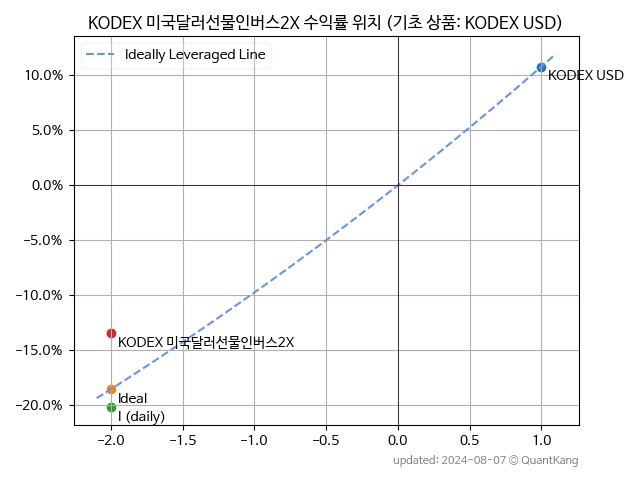 KODEX 미국달러선물인버스2X 수익률 위치 (기초 상품: KODEX USD)
Ideally Leveraged Line
10.0%
5.0%
0.0%
−5.0%
−10.0%
−15.0%
−20.0%
KODEX USD
KODEX 미국달러선물인버스2X
Ideal
I (daily)
−2.0 −1.5 −1.0 −0.5 0.0 0.5 1.0
updated: 2024-08-07 © QuantKang